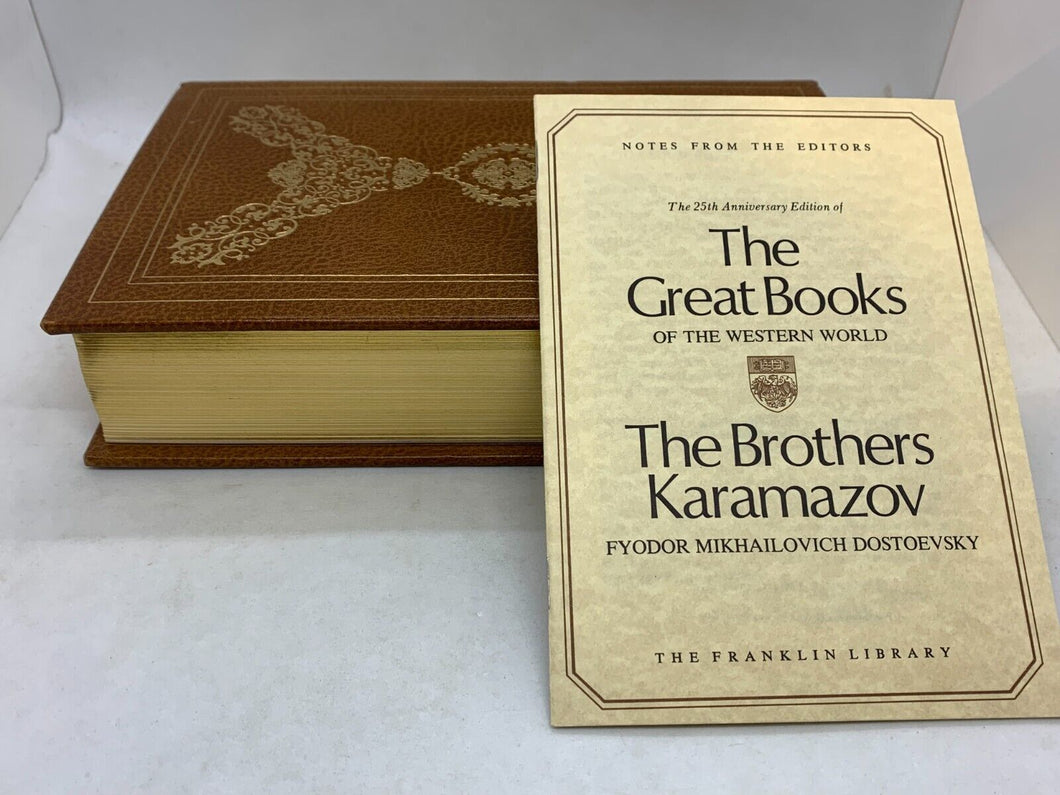 NOTES FROM THE EDITORS
The 25th Anniversary Edition of
The
Great Books
OF THE WESTERN WORLD
The Brothers
Karamazov
FYODOR MIKHAILOVICH DOSTOEVSKY
THE FRANKLIN LIBRARY